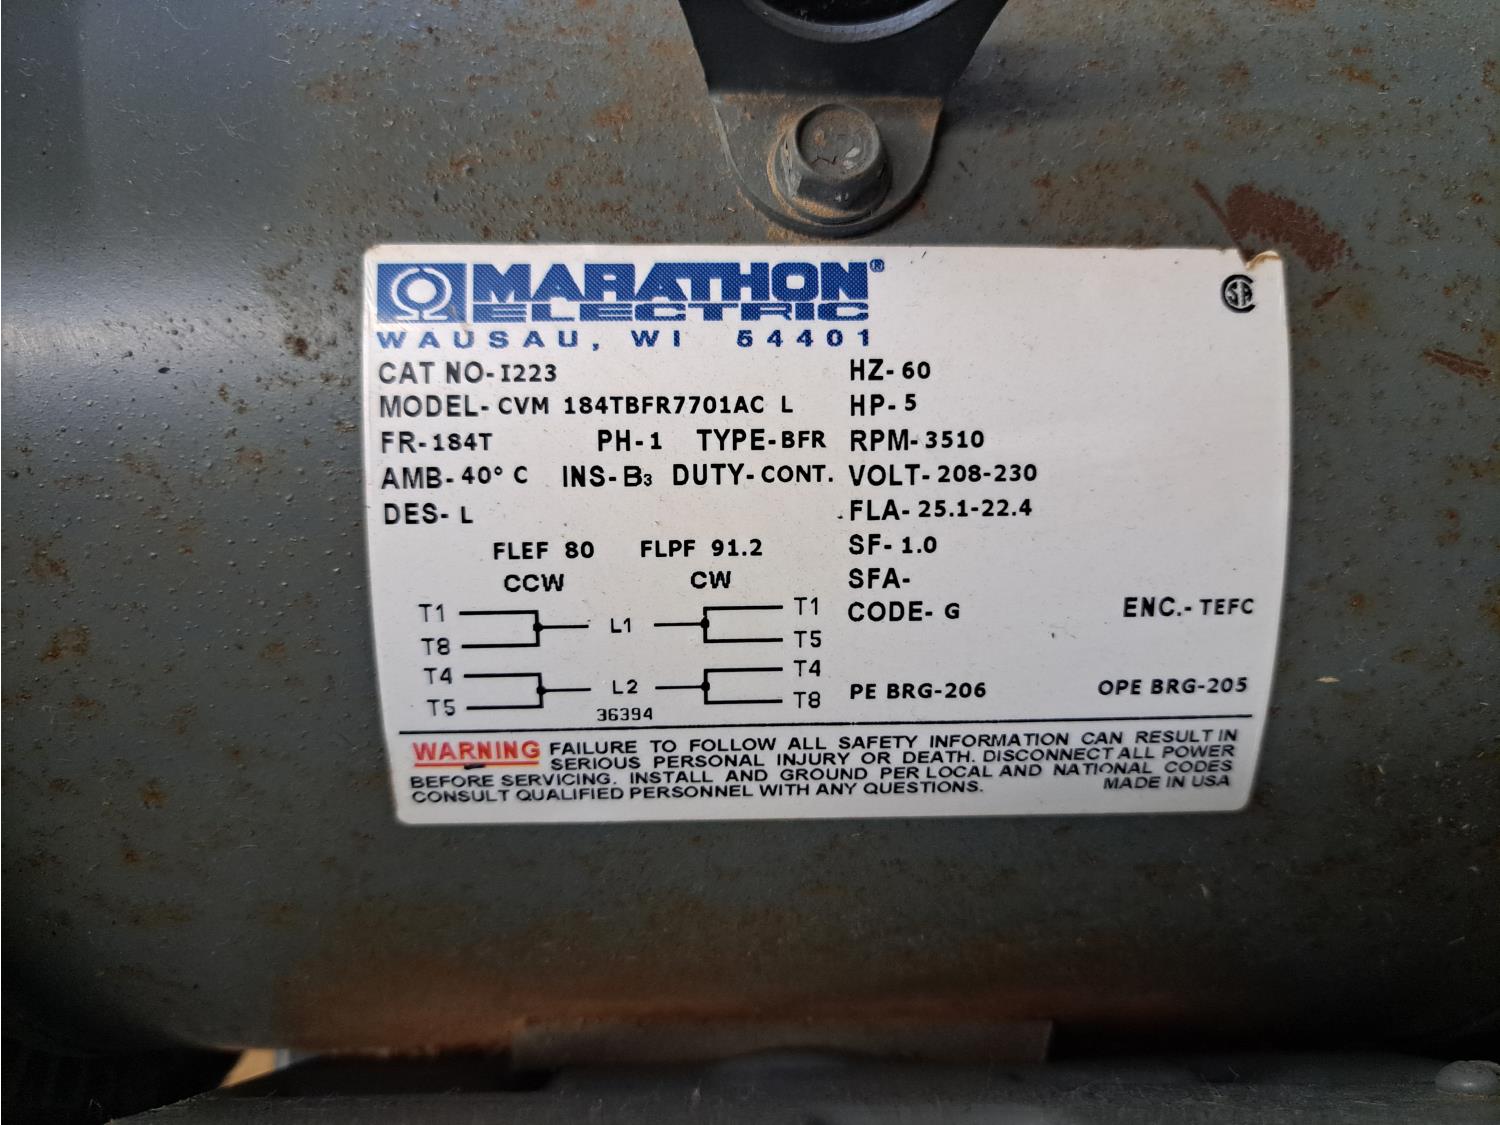 MARATHON®
ELECTRIC
WAUSAU, WI 54401
CAT NO-I223
MODEL-CVM 184TBFR7701AC L
FR-184T PH-1 TYPE-BFR
AMB-40° C INS-B3 DUTY-CONT.
DES-L
HZ-60
HP-5
RPM-3510
VOLT-208-230
FLA-25.1-22.4
SF-1.0
SFA-
CODE-G ENC.-TEFC
PE BRG-206 OPE BRG-205
FLEF 80 FLPF 91.2
CCW CW
T1 L1 T1
T8 T5
T4 L2 T4
T5 T8
36394
WARNING FAILURE TO FOLLOW ALL SAFETY INFORMATION CAN RESULT IN
SERIOUS PERSONAL INJURY OR DEATH. DISCONNECT ALL POWER
BEFORE SERVICING. INSTALL AND GROUND PER LOCAL AND NATIONAL CODES
CONSULT QUALIFIED PERSONNEL WITH ANY QUESTIONS. MADE IN USA